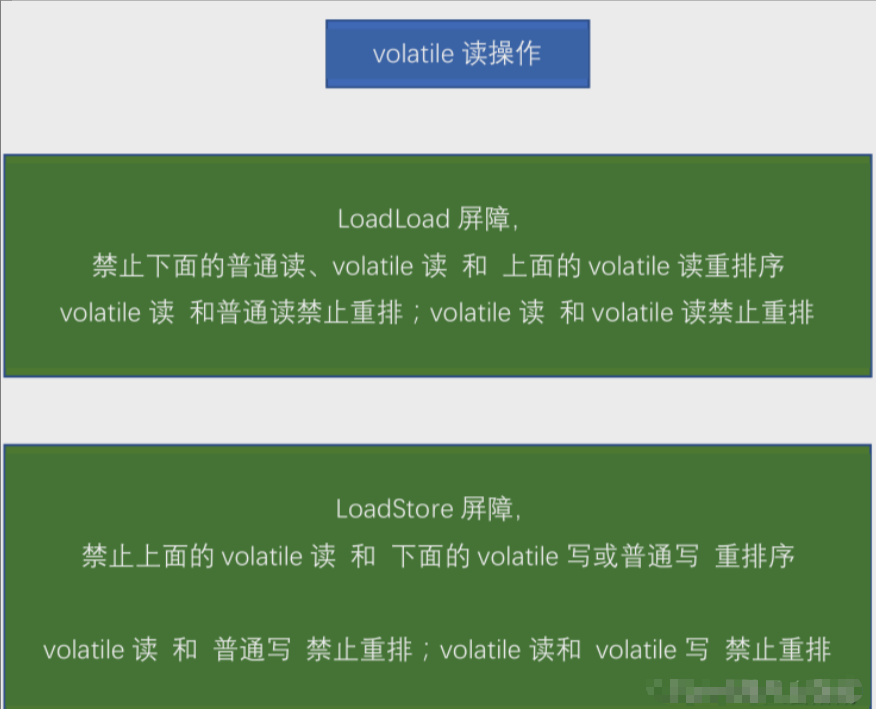 volatile 读操作
LoadLoad 屏障,
禁止下面的普通读、volatile 读 和 上面的 volatile 读重排序
volatile 读 和普通读禁止重排；volatile 读 和 volatile 读禁止重排
LoadStore 屏障,
禁止上面的 volatile 读 和 下面的 volatile 写或普通写 重排序
volatile 读 和 普通写 禁止重排；volatile 读和 volatile 写 禁止重排